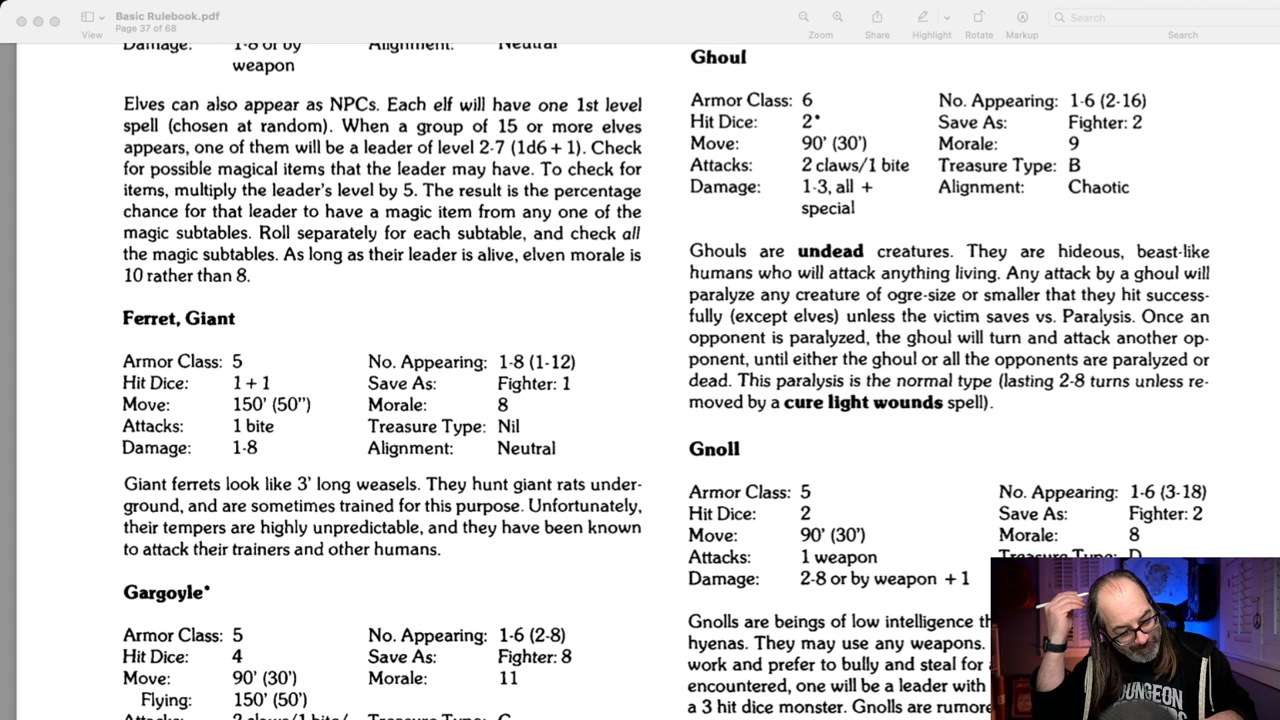 Basic Rulebook.pdf
Page 37 of 68
View
Zoom
Share
Highlight
Rotate
Markup
Search
Search
Damage: 1-8 or by Alignment: Neutral
weapon
Elves can also appear as NPCs. Each elf will have one 1st level
spell (chosen at random). When a group of 15 or more elves
appears, one of them will be a leader of level 2-7 (1d6 + 1). Check
for possible magical items that the leader may have. To check for
items, multiply the leader's level by 5. The result is the percentage
chance for that leader to have a magic item from any one of the
magic subtables. Roll separately for each subtable, and check all
the magic subtables. As long as their leader is alive, elven morale is
10 rather than 8.
Ferret, Giant
Armor Class: 5 No. Appearing: 1-8 (1-12)
Hit Dice: 1 + 1 Save As: Fighter: 1
Move: 150' (50") Morale: 8
Attacks: 1 bite Treasure Type: Nil
Damage: 1-8 Alignment: Neutral
Giant ferrets look like 3' long weasels. They hunt giant rats under-
ground, and are sometimes trained for this purpose. Unfortunately,
their tempers are highly unpredictable, and they have been known
to attack their trainers and other humans.
Gargoyle*
Armor Class: 5 No. Appearing: 1-6 (2-8)
Hit Dice: 4 Save As: Fighter: 8
Move: 90' (30') Morale: 11
Flying: 150' (50')
Attacks: 2 claws/1 bite/ Treasure Type: C
Ghoul
Armor Class: 6 No. Appearing: 1-6 (2-16)
Hit Dice: 2* Save As: Fighter: 2
Move: 90' (30') Morale: 9
Attacks: 2 claws/1 bite Treasure Type: B
Damage: 1-3, all + Alignment: Chaotic
special
Ghouls are undead creatures. They are hideous, beast-like
humans who will attack anything living. Any attack by a ghoul will
paralyze any creature of ogre-size or smaller that they hit success-
fully (except elves) unless the victim saves vs. Paralysis. Once an
opponent is paralyzed, the ghoul will turn and attack another op-
ponent, until either the ghoul or all the opponents are paralyzed or
dead. This paralysis is the normal type (lasting 2-8 turns unless re-
moved by a cure light wounds spell).
Gnoll
Armor Class: 5 No. Appearing: 1-6 (3-18)
Hit Dice: 2 Save As: Fighter: 2
Move: 90' (30') Morale: 8
Attacks: 1 weapon Treasure Type: D
Damage: 2-8 or by weapon + 1
Gnolls are beings of low intelligence th
hyenas. They may use any weapons.
work and prefer to bully and steal for
encountered, one will be a leader with
a 3 hit dice monster. Gnolls are rumore
DUNGEON